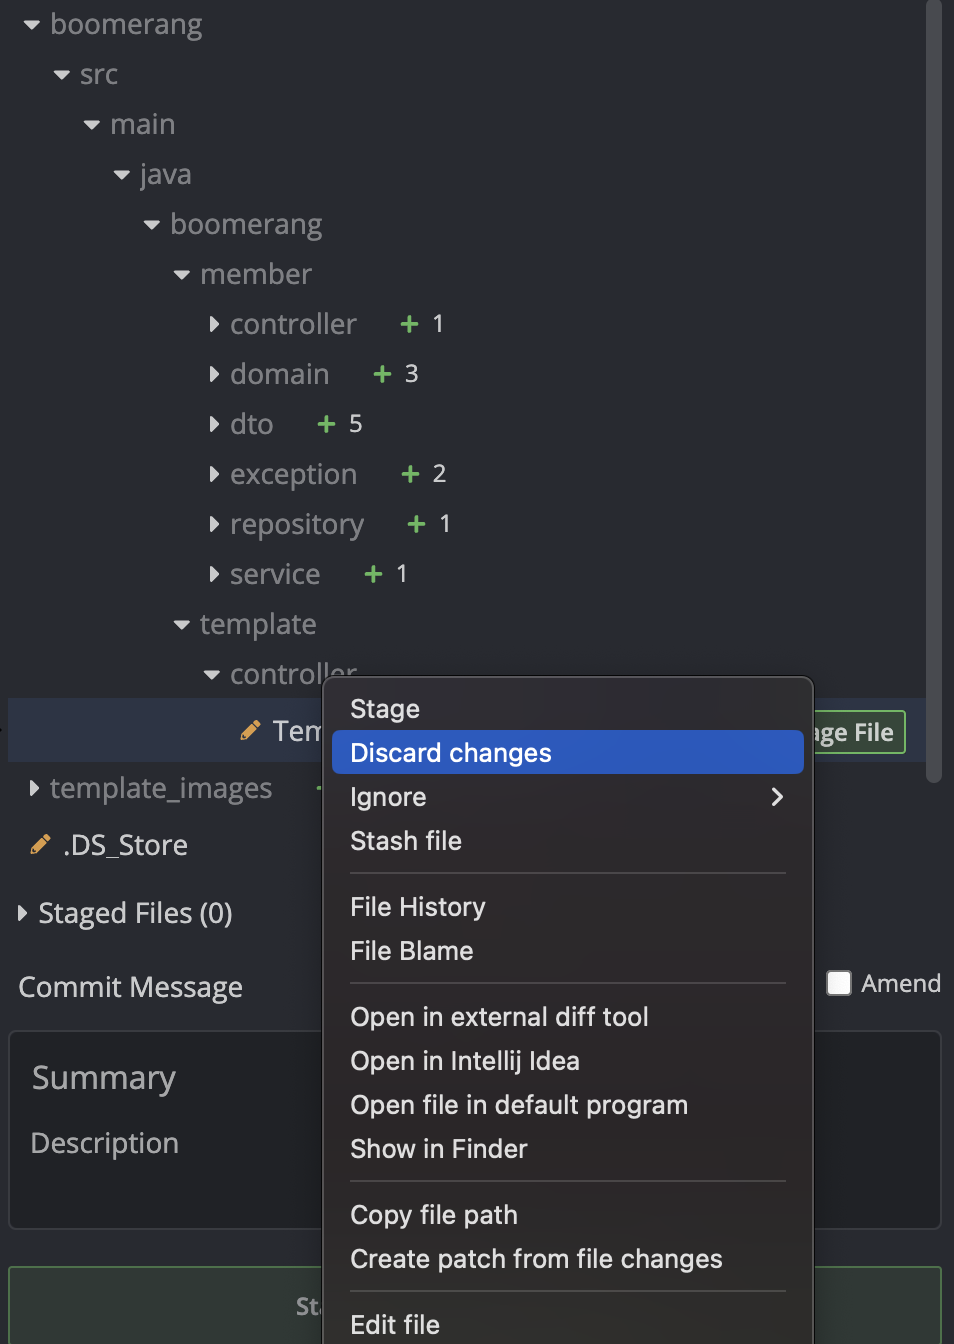 boomerang
src
main
java
boomerang
member
controller + 1
domain + 3
dto + 5
exception + 2
repository + 1
service + 1
template
controller
Stage
File
Discard changes
template_images
Ignore
.DS_Store
Stash file
Staged Files (0)
File History
File Blame
Commit Message
Amend
Open in external diff tool
Summary
Open in Intellij Idea
Open file in default program
Description
Show in Finder
Copy file path
Create patch from file changes
Edit file